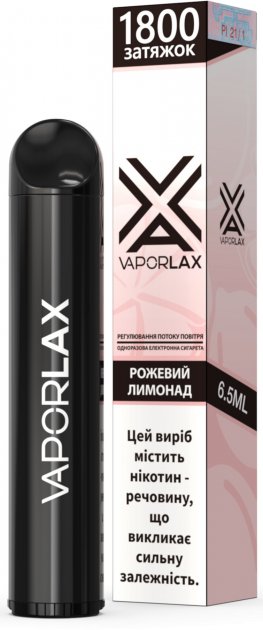 1800
затяжок
PI 21/1
VAPORLAX
РЕГУЛЮВАННЯ ПОТОКУ ПОВІТРЯ
ОДНОРАЗОВА ЕЛЕКТРОННА СИГАРЕТА
РОЖЕВИЙ
ЛИМОНАД
6.5ML
Цей виріб
містить
нікотин -
речовину,
що
викликає
сильну
залежність.
VAPORLAX